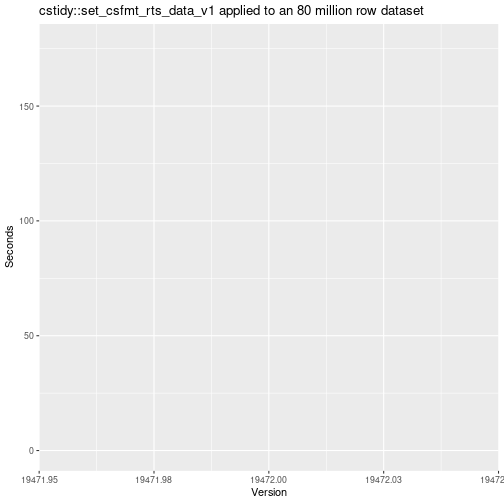 cstidy::set_csfmt_rts_data_v1 applied to an 80 million row dataset
150
100
50
0
Seconds
19471.95 19471.98 19472.00 19472.03 19472
Version